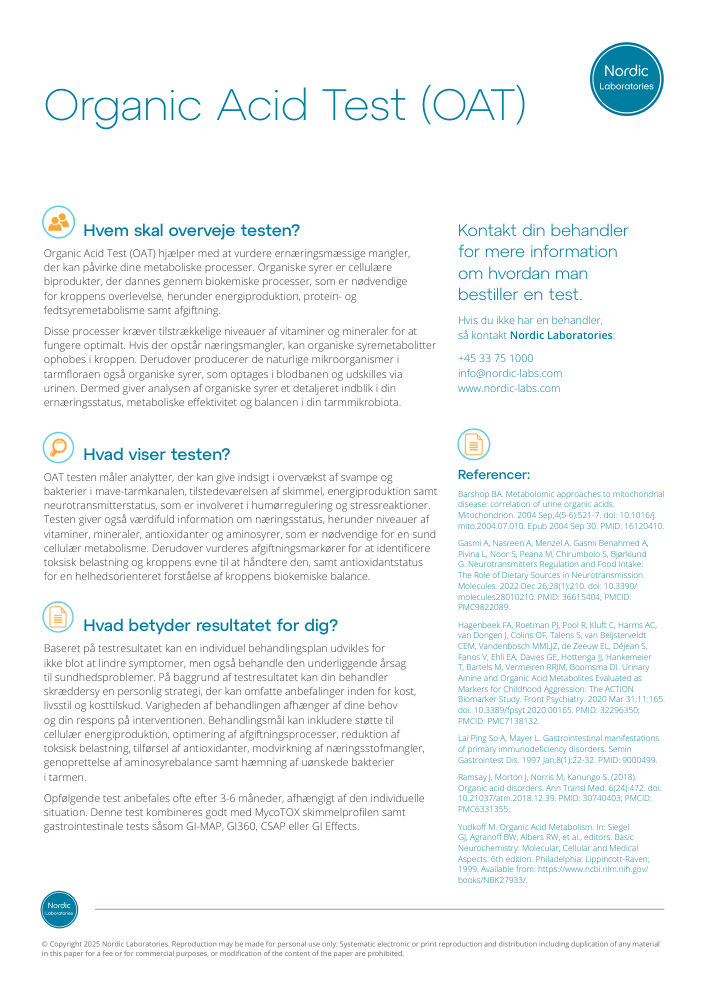 Nordic
Laboratories
Organic Acid Test (OAT)
Hvem skal overveje testen?
Organic Acid Test (OAT) hjælper med at vurdere ernæringsmæssige mangler,
der kan påvirke dine metaboliske processer. Organiske syrer er cellulære
biprodukter, der dannes gennem biokemiske processer, som er nødvendige
for kroppens overlevelse, herunder energiproduktion, protein- og
fedtsyremetabolisme samt afgiftning.
Disse processer kræver tilstrækkelige niveauer af vitaminer og mineraler for at
fungere optimalt. Hvis der opstår næringsmangler, kan organiske syremetabolitter
ophobes i kroppen. Derudover producerer de naturlige mikroorganismer i
tarmfloraen også organiske syrer, som optages i blodbanen og udskilles via
urinen. Dermed giver analysen af organiske syrer et detaljeret indblik i din
ernæringsstatus, metaboliske effektivitet og balancen i din tarmmikrobiota.
Hvad viser testen?
OAT testen måler analytter, der kan give indsigt i overvækst af svampe og
bakterier i mave-tarmkanalen, tilstedeværelsen af skimmel, energiproduktion samt
neurotransmitterstatus, som er involveret i humørregulering og stressreaktioner.
Testen giver også værdifuld information om næringsstatus, herunder niveauer af
vitaminer, mineraler, antioxidanter og aminosyrer, som er nødvendige for en sund
cellulær metabolisme. Derudover vurderes afgiftningsmarkører for at identificere
toksisk belastning og kroppens evne til at håndtere den, samt antioxidantstatus
for en helhedsorienteret forståelse af kroppens biokemiske balance.
Hvad betyder resultatet for dig?
Baseret på testresultatet kan en individuel behandlingsplan udvikles for
ikke blot at lindre symptomer, men også behandle den underliggende årsag
til sundhedsproblemer. På baggrund af testresultatet kan din behandler
skræddersy en personlig strategi, der kan omfatte anbefalinger inden for kost,
livsstil og kosttilskud. Varigheden af behandlingen afhænger af dine behov
og din respons på interventionen. Behandlingsmål kan inkludere støtte til
cellulær energiproduktion, optimering af afgiftningsprocesser, reduktion af
toksisk belastning, tilførsel af antioxidanter, modvirkning af næringsstofmangler,
genoprettelse af aminosyrebalance samt hæmning af uønskede bakterier
i tarmen.
Opfølgende test anbefales ofte efter 3-6 måneder, afhængigt af den individuelle
situation. Denne test kombineres godt med MycoTOX skimmelprofilen samt
gastrointestinale tests såsom GI-MAP, GI360, CSAP eller GI Effects.
Kontakt din behandler
for mere information
om hvordan man
bestiller en test.
Hvis du ikke har en behandler,
så kontakt Nordic Laboratories:
+45 33 75 1000
info@nordic-labs.com
www.nordic-labs.com
Referencer:
Barshop BA. Metabolomic approaches to mitochondrial
disease: correlation of urine organic acids.
Mitochondrion. 2004 Sep;4(5-6):521-7. doi: 10.1016/j.
mito.2004.07.010. Epub 2004 Sep 30. PMID: 16120410.
Gasmi A, Nasreen A, Menzel A, Gasmi Benahmed A,
Pivina L, Noor S, Peana M, Chirumbolo S, Bjørklund
G. Neurotransmitters Regulation and Food Intake:
The Role of Dietary Sources in Neurotransmission.
Molecules. 2022 Dec 26;28(1):210. doi: 10.3390/
molecules28010210. PMID: 36615404; PMCID:
PMC9822089.
Hagenbeek FA, Roetman PJ, Pool R, Kluft C, Harms AC,
van Dongen J, Colins OF, Talens S, van Beijsterveldt
CEM, Vandenbosch MMLJZ, de Zeeuw EL, Déjean S,
Fanos V, Ehli EA, Davies GE, Hottenga JJ, Hankemeier
T, Bartels M, Vermeiren RRJM, Boomsma DI. Urinary
Amine and Organic Acid Metabolites Evaluated as
Markers for Childhood Aggression: The ACTION
Biomarker Study. Front Psychiatry. 2020 Mar 31;11:165.
doi: 10.3389/fpsyt.2020.00165. PMID: 32296350;
PMCID: PMC7138132.
Lai Ping So A, Mayer L. Gastrointestinal manifestations
of primary immunodeficiency disorders. Semin
Gastrointest Dis. 1997 Jan;8(1):22-32. PMID: 9000499.
Ramsay J, Morton J, Norris M, Kanungo S. (2018).
Organic acid disorders. Ann Transl Med. 6(24):472. doi:
10.21037/atm.2018.12.39. PMID: 30740403; PMCID:
PMC6331355.
Yudkoff M. Organic Acid Metabolism. In: Siegel
GJ, Agranoff BW, Albers RW, et al., editors. Basic
Neurochemistry: Molecular, Cellular and Medical
Aspects. 6th edition. Philadelphia: Lippincott-Raven;
1999. Available from: https://www.ncbi.nlm.nih.gov/
books/NBK27933/.
Nordic
Laboratories
© Copyright 2025 Nordic Laboratories. Reproduction may be made for personal use only. Systematic electronic or print reproduction and distribution including duplication of any material
in this paper for a fee or for commercial purposes, or modification of the content of the paper are prohibited.